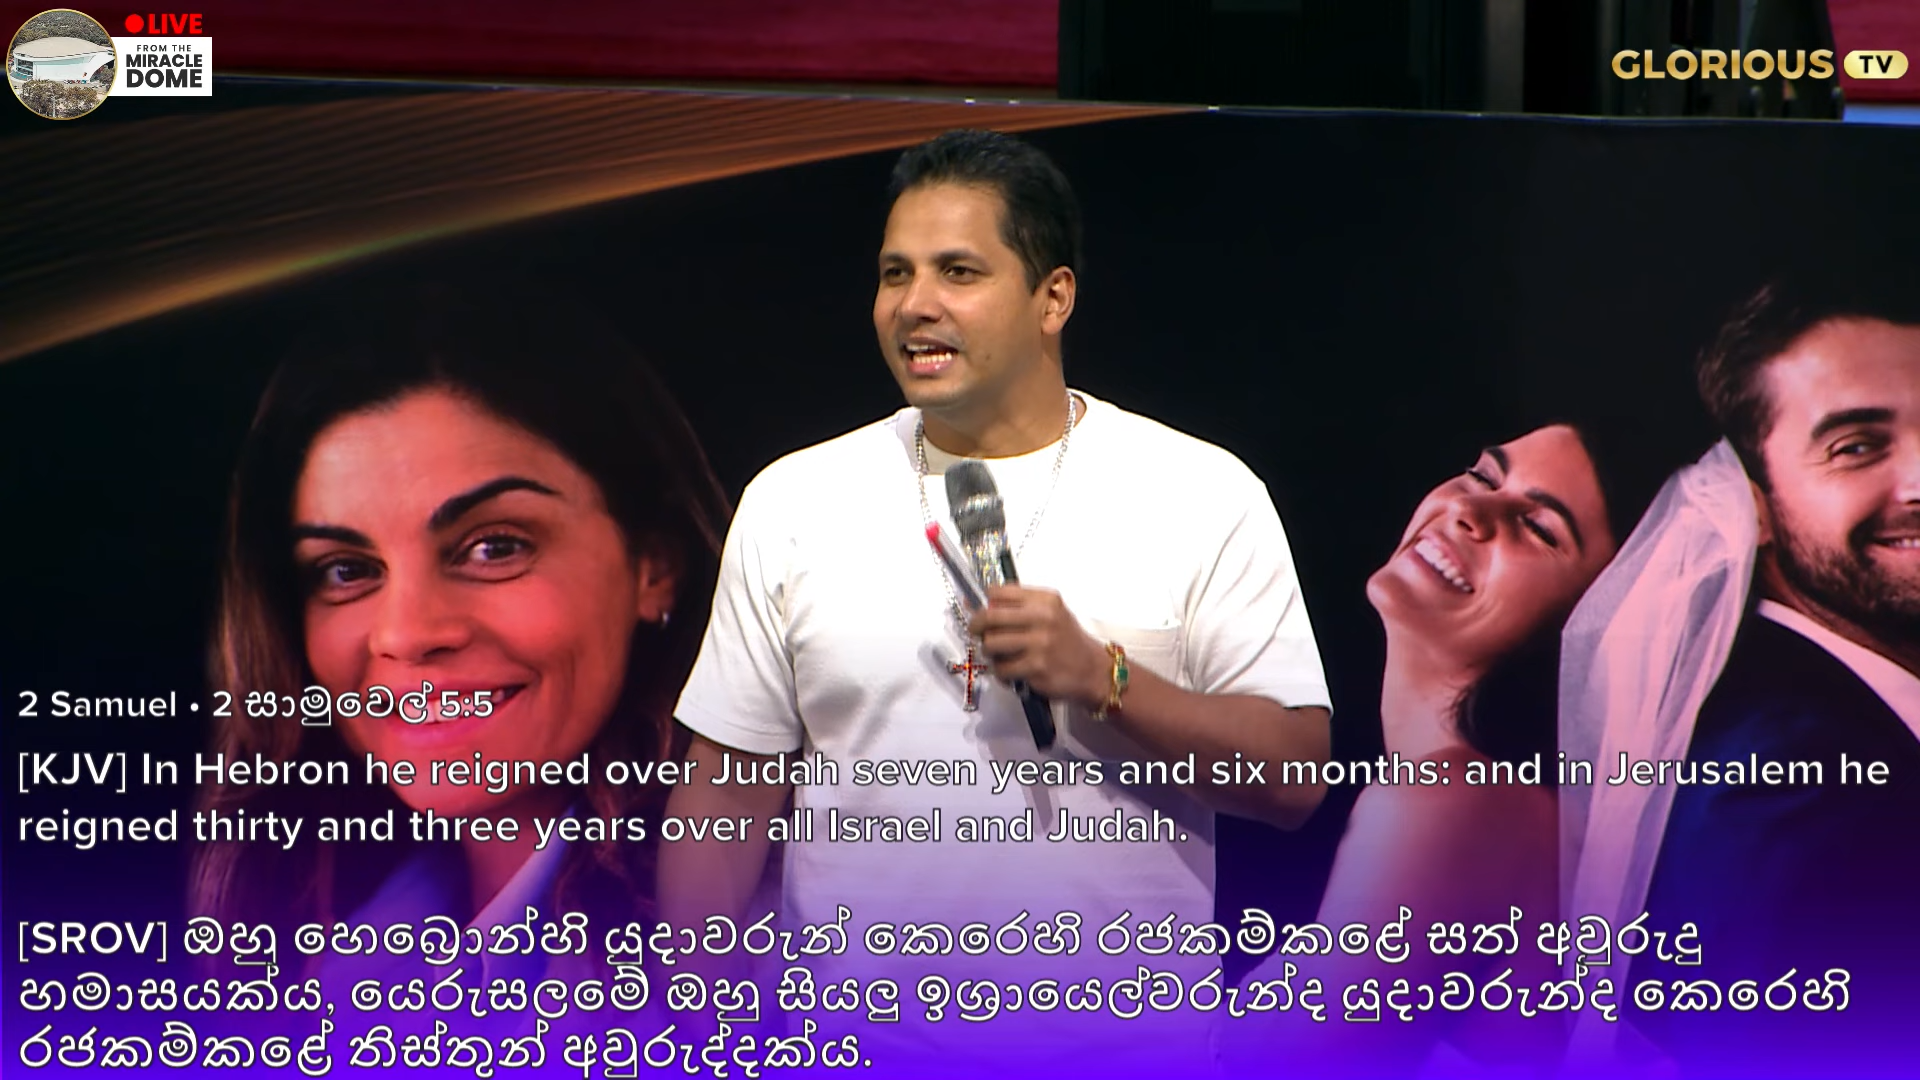 LIVE
FROM THE
MIRACLE
DOME
GLORIOUS TV
2 Samuel • 2 සාමුවෙල් 5:5
[KJV] In Hebron he reigned over Judah seven years and six months: and in Jerusalem he
reigned thirty and three years over all Israel and Judah.
[SROV] ඔහු හෙබ්‍රොන්හි යුදාවරුන් කෙරෙහි රජකම්කළේ සත් අවුරුදු
හමාසයක්ය, යෙරුසලමේ ඔහු සියලු ඉශ්‍රායෙල්වරුන්ද යුදාවරුන්ද කෙරෙහි
රජකම්කළේ තිස්තුන් අවුරුද්දක්ය.